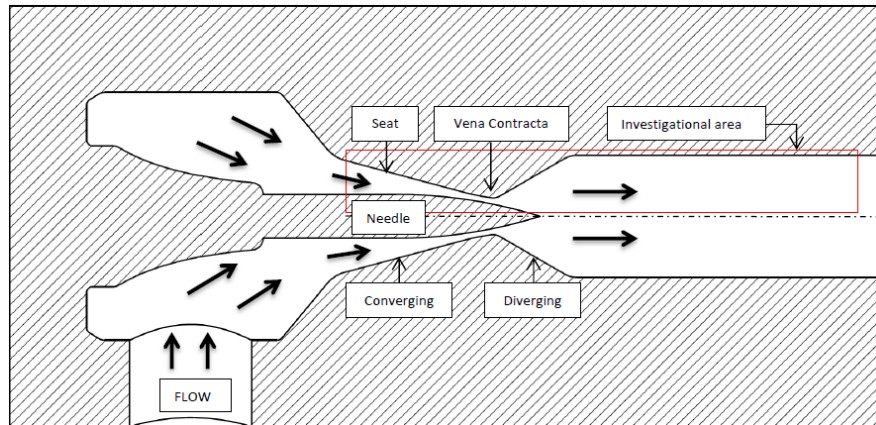 Seat
Vena Contracta
Investigational area
Needle
Converging
Diverging
FLOW